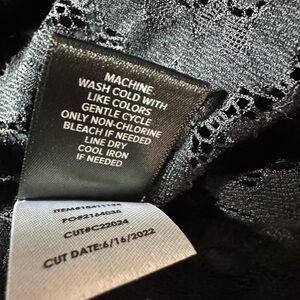 MACHINE
WASH COLD WITH
LIKE COLORS
GENTLE CYCLE
ONLY NON-CHLORINE
BLEACH IF NEEDED
LINE DRY
COOL IRON
IF NEEDED
PO#2164035
CUT#C22024
CUT DATE:6/16/2022